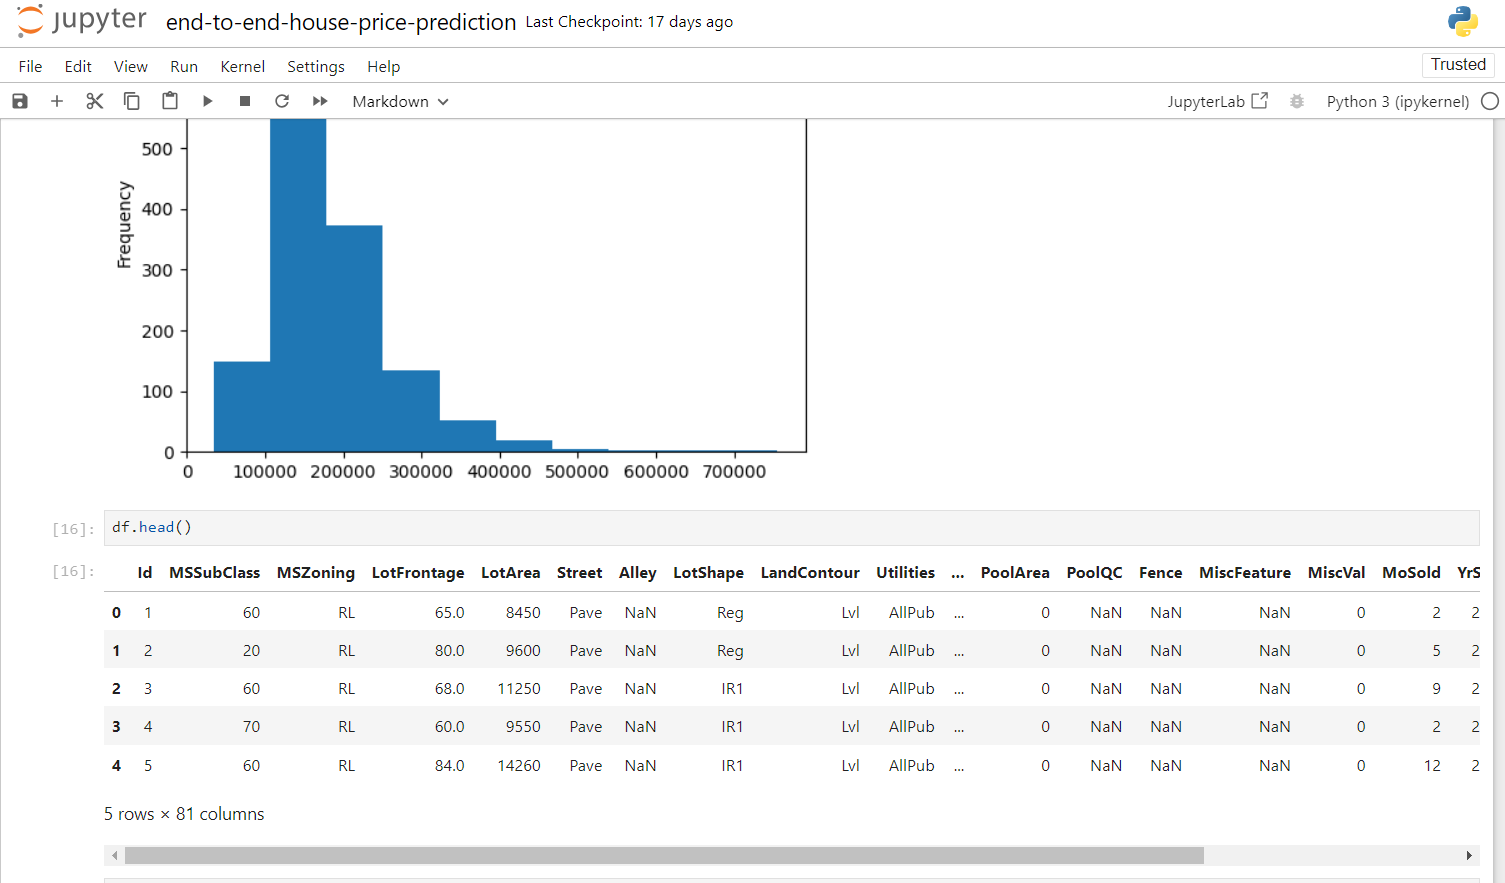 jupyter end-to-end-house-price-prediction Last Checkpoint: 17 days ago
File Edit View Run Kernel Settings Help Trusted
Markdown JupyterLab Python 3 (ipykernel)
500
400
300
200
100
0
Frequency
0 100000 200000 300000 400000 500000 600000 700000
[16]: df.head()
[16]: Id MSSubClass MSZoning LotFrontage LotArea Street Alley LotShape LandContour Utilities ... PoolArea PoolQC Fence MiscFeature MiscVal MoSold YrS
0 1 60 RL 65.0 8450 Pave NaN Reg Lvl AllPub ... 0 NaN NaN NaN 0 2 2
1 2 20 RL 80.0 9600 Pave NaN Reg Lvl AllPub ... 0 NaN NaN NaN 0 5 2
2 3 60 RL 68.0 11250 Pave NaN IR1 Lvl AllPub ... 0 NaN NaN NaN 0 9 2
3 4 70 RL 60.0 9550 Pave NaN IR1 Lvl AllPub ... 0 NaN NaN NaN 0 2 2
4 5 60 RL 84.0 14260 Pave NaN IR1 Lvl AllPub ... 0 NaN NaN NaN 0 12 2
5 rows × 81 columns